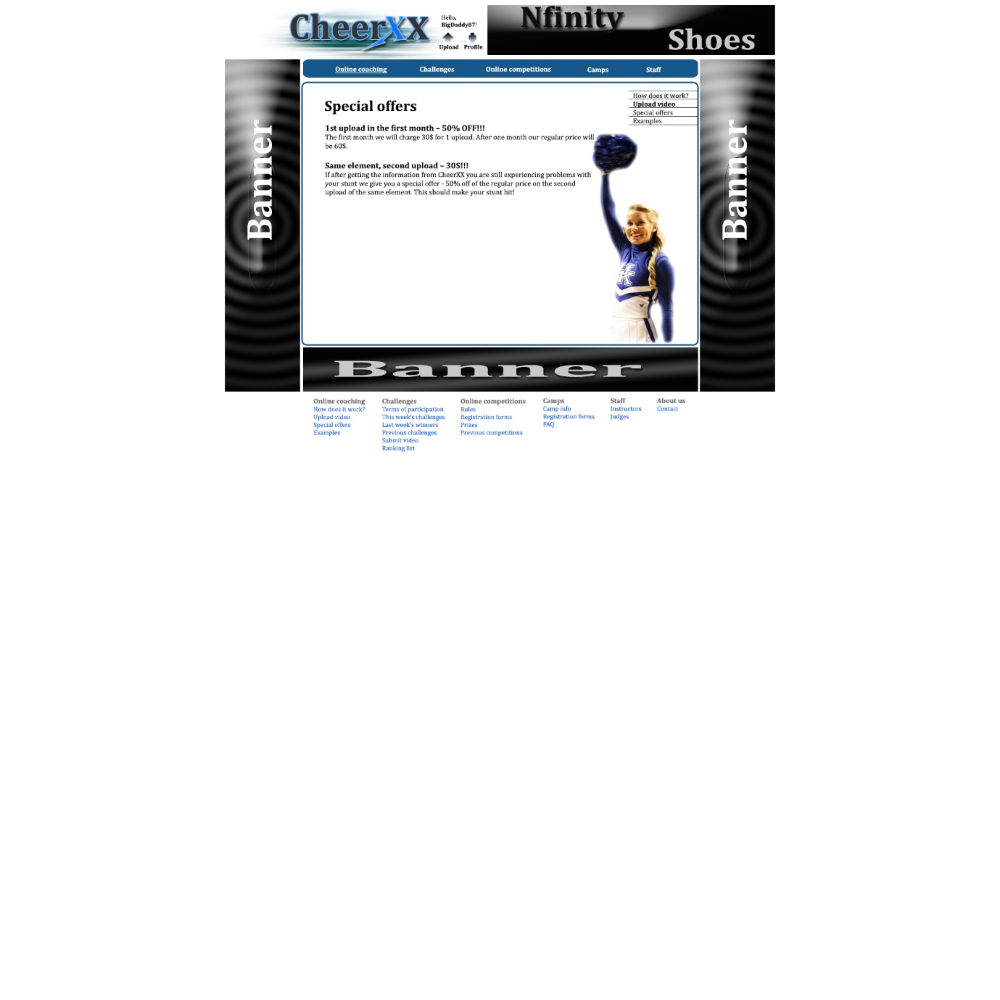 CheerXX
Hello,
BigDaddy87!
Upload Profile
Nfinity
Shoes
Online coaching Challenges Online competitions Camps Staff
Banner
How does it work?
Upload video
Special offers
Examples
Special offers
1st upload in the first month – 50% OFF!!!
The first month we will charge 30$ for 1 upload. After one month our regular price will
be 60$.
Same element, second upload – 30$!!!
If after getting the information from CheerXX you are still experiencing problems with
your stunt we give you a special offer - 50% off of the regular price on the second
upload of the same element. This should make your stunt hit!
K
Banner
Banner
Online coaching
How does it work?
Upload video
Special offers
Examples
Challenges
Terms of participation
This week's challenges
Last week's winners
Previous challenges
Submit video
Ranking list
Online competitions
Rules
Registration forms
Prizes
Previous competitions
Camps
Camp info
Registration forms
FAQ
Staff
Instructors
Judges
About us
Contact